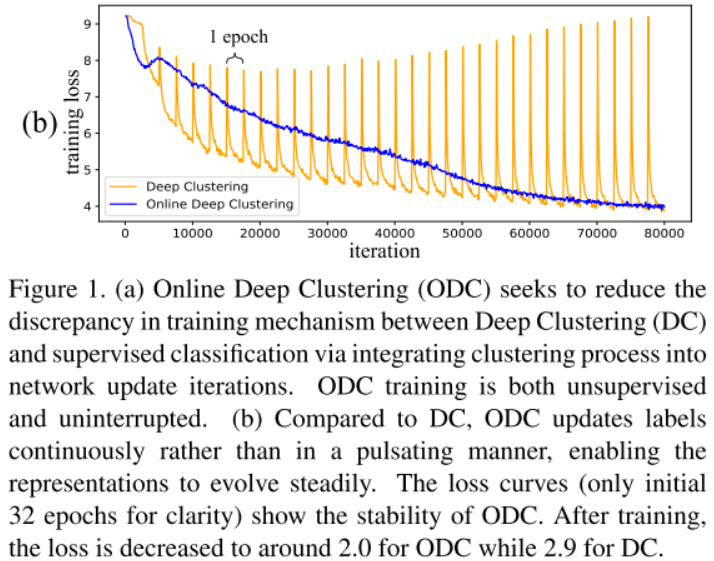 1 epoch
(b)
training loss
9
8
7
6
5
4
Deep Clustering
Online Deep Clustering
0 10000 20000 30000 40000 50000 60000 70000 80000
iteration
Figure 1. (a) Online Deep Clustering (ODC) seeks to reduce the
discrepancy in training mechanism between Deep Clustering (DC)
and supervised classification via integrating clustering process into
network update iterations. ODC training is both unsupervised
and uninterrupted. (b) Compared to DC, ODC updates labels
continuously rather than in a pulsating manner, enabling the
representations to evolve steadily. The loss curves (only initial
32 epochs for clarity) show the stability of ODC. After training,
the loss is decreased to around 2.0 for ODC while 2.9 for DC.